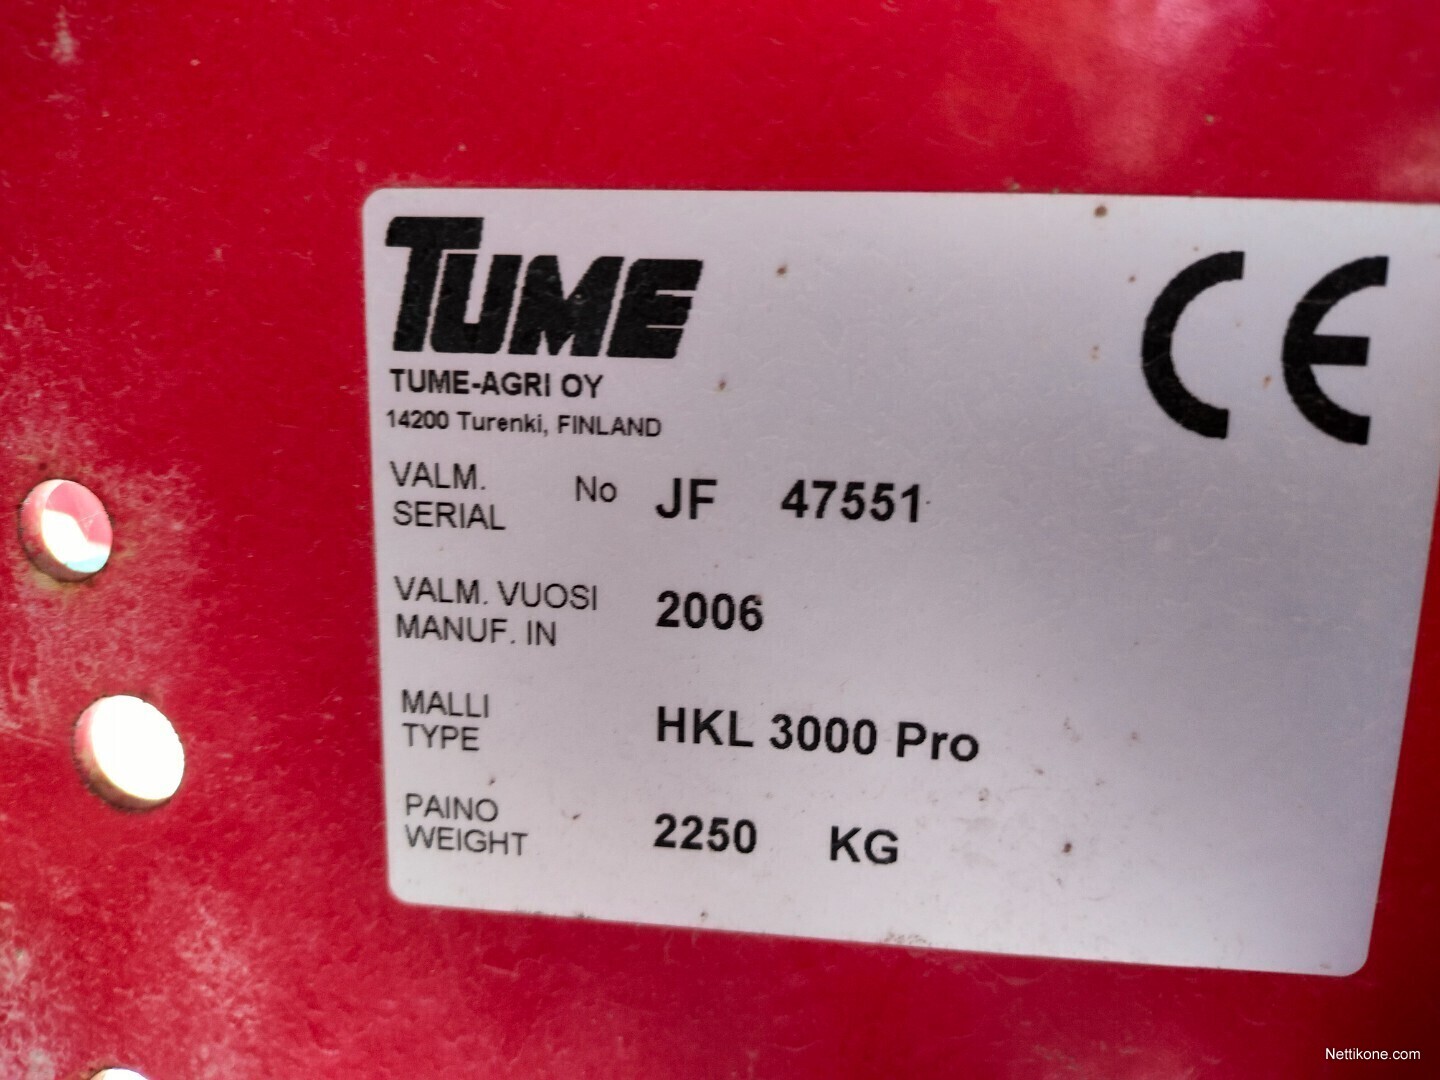 TUME
CE
TUME-AGRI OY
14200 Turenki, FINLAND
VALM.
SERIAL No JF 47551
VALM. VUOSI
MANUF. IN 2006
MALLI
TYPE HKL 3000 Pro
PAINO
WEIGHT 2250 KG
Nettikone.com